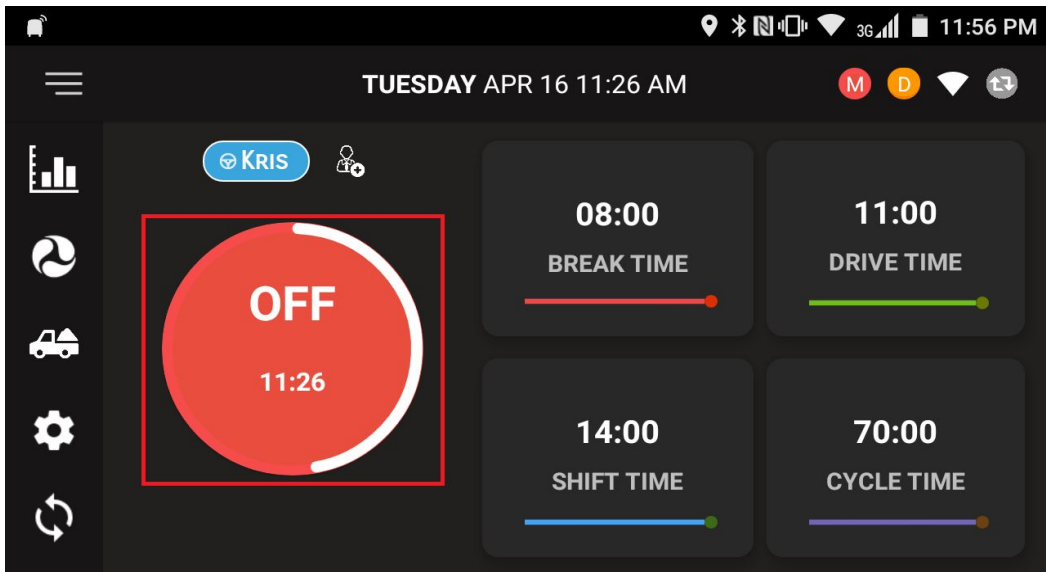 3G 11:56 PM
TUESDAY APR 16 11:26 AM M D
KRIS
OFF
11:26
08:00
BREAK TIME
11:00
DRIVE TIME
14:00
SHIFT TIME
70:00
CYCLE TIME